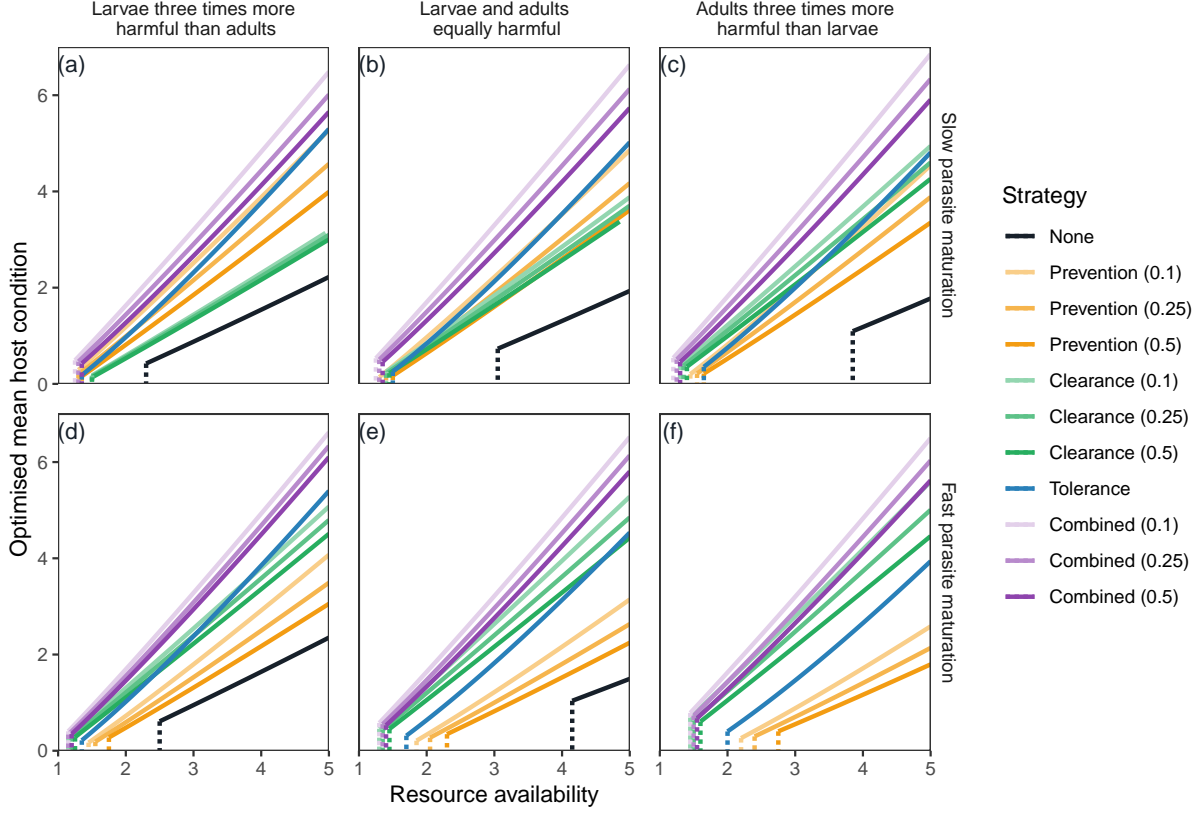 Larvae three times more
harmful than adults
Larvae and adults
equally harmful
Adults three times more
harmful than larvae
(a)
(b)
(c)
6
4
2
0
Slow parasite maturation
(d)
(e)
(f)
6
4
2
0
Fast parasite maturation
1 2 3 4 5
1 2 3 4 5
1 2 3 4 5
Optimised mean host condition
Resource availability
Strategy
None
Prevention (0.1)
Prevention (0.25)
Prevention (0.5)
Clearance (0.1)
Clearance (0.25)
Clearance (0.5)
Tolerance
Combined (0.1)
Combined (0.25)
Combined (0.5)